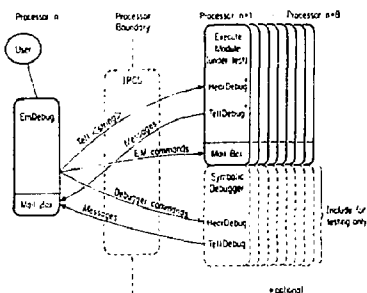 Processor n
Processor
Boundary
Processor n+1
Processor n+8
User
IPCS
Execute
Module
(under test)
HearDebug*
TellDebug*
EmDebug
Messages
EM commands
Mail Box
Mail Box
Symbolic
Debugger
Debugger commands
Messages
HearDebug
TellDebug
Include for
testing only
*optional